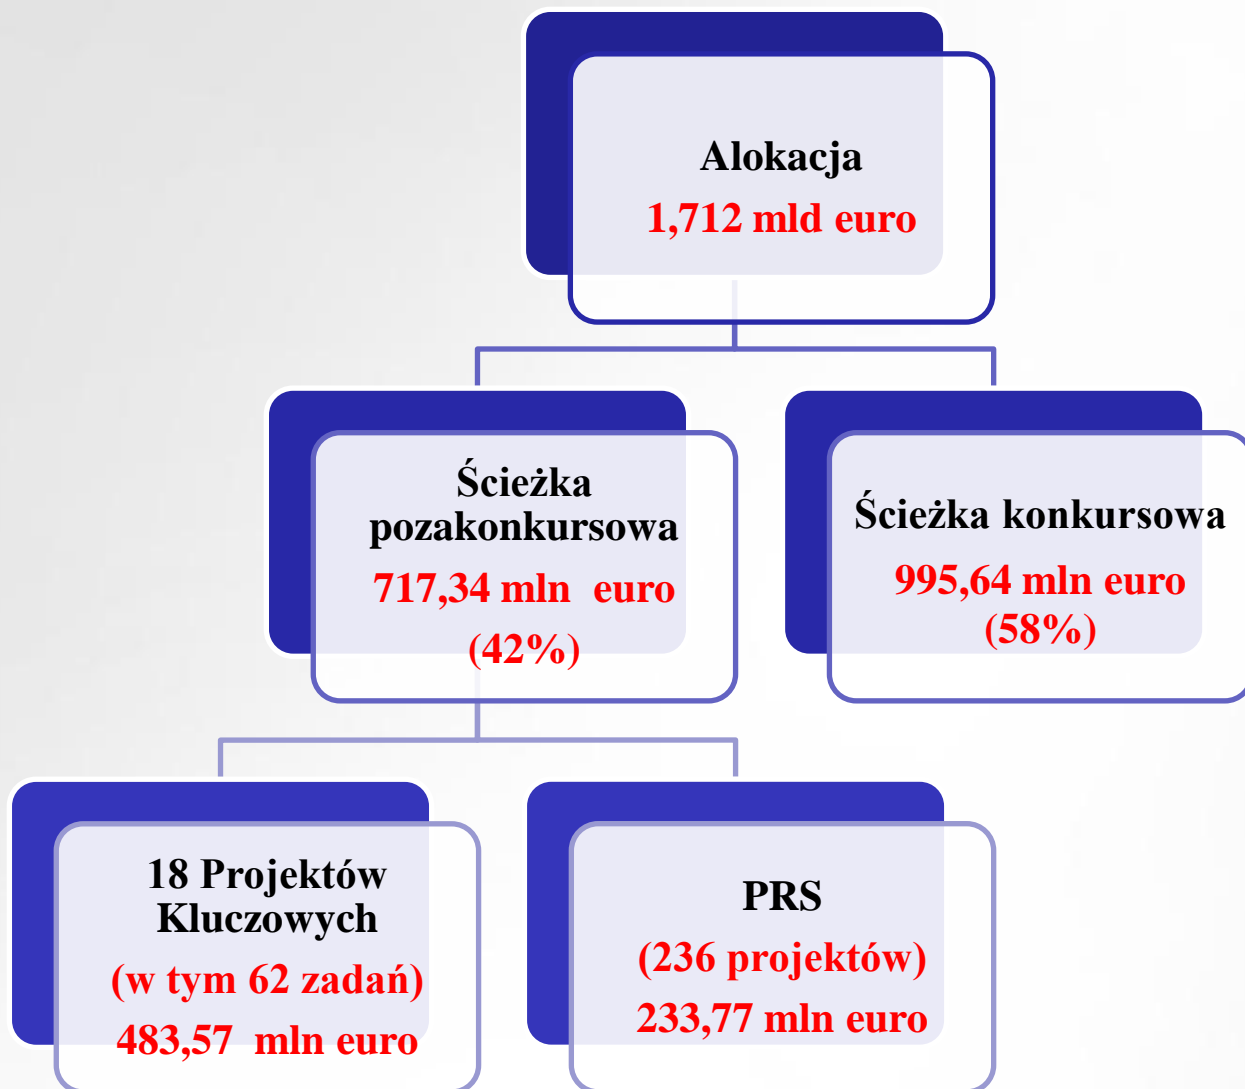 Alokacja
1,712 mld euro
Ścieżka
pozakonkursowa
717,34 mln  euro
(42%)
Ścieżka konkursowa
995,64 mln euro
(58%)
18 Projektów
Kluczowych
(w tym 62 zadań)
483,57  mln euro
PRS
(236 projektów)
233,77 mln euro